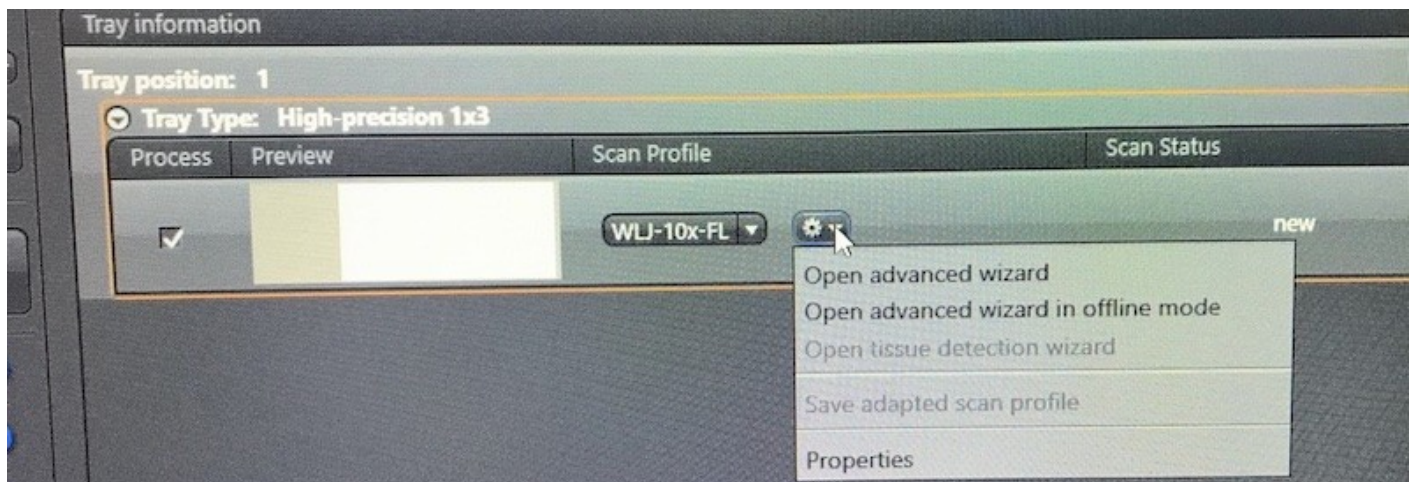 Tray information
Tray position: 1
Tray Type: High-precision 1x3
Process Preview Scan Profile Scan Status
WLJ-10x-FL new
Open advanced wizard
Open advanced wizard in offline mode
Open tissue detection wizard
Save adapted scan profile
Properties